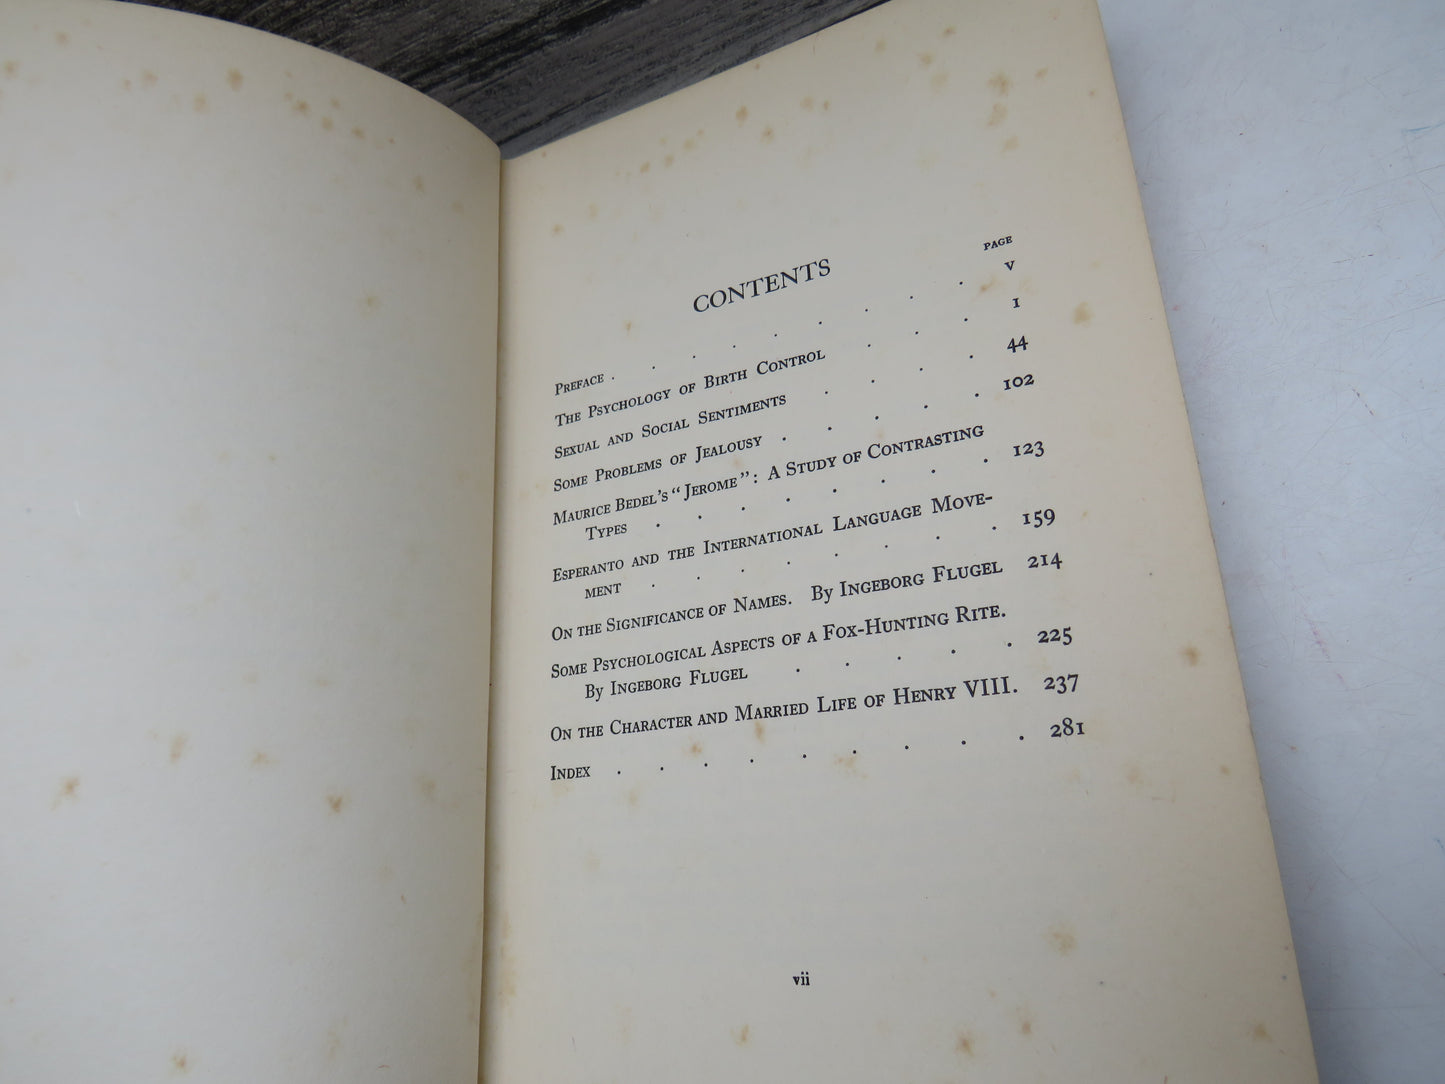 CONTENTS
PAGE
Preface . . . . . . . . . v
The Psychology of Birth Control . . . 1
Sexual and Social Sentiments . . . . 44
Some Problems of Jealousy . . . . . 102
Maurice Bedel's "Jerome": A Study of Contrasting
Types . . . . . . . . 123
Esperanto and the International Language Move-
ment . . . . . . . . 159
On the Significance of Names. By Ingeborg Flugel 214
Some Psychological Aspects of a Fox-Hunting Rite.
By Ingeborg Flugel . . . . . 225
On the Character and Married Life of Henry VIII. 237
Index . . . . . . . . 281
vii